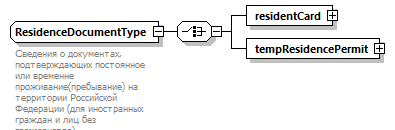 ResidenceDocumentType
residentCard
tempResidencePermit
Сведения о документах,
подтверждающих постоянное
или временное
проживание(пребывание) на
территории Российской
Федерации (для иностранных
граждан и лиц без